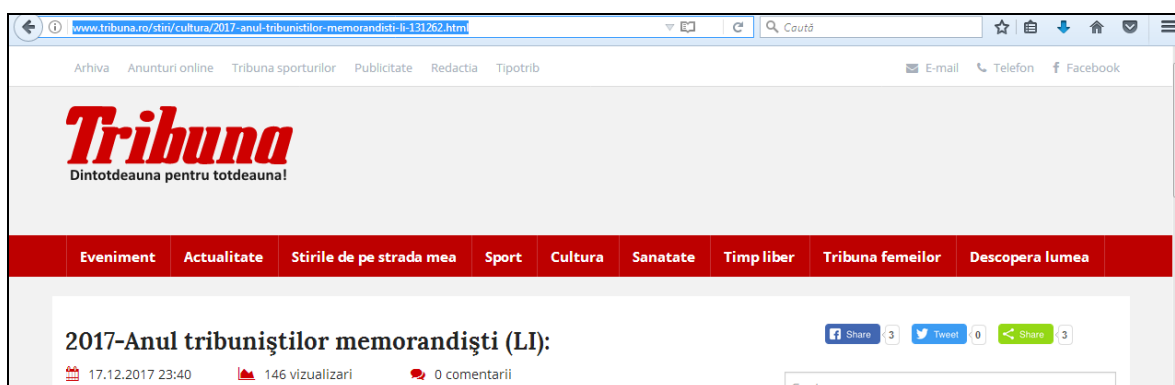 www.tribuna.ro/stiri/cultura/2017-anul-tribunistilor-memorandisti-li-131262.html
Caută
Arhiva Anunturi online Tribuna sporturilor Publicitate Redactia Tipotrib E-mail Telefon Facebook
Tribuna
Dintotdeauna pentru totdeauna!
Eveniment Actualitate Stirile de pe strada mea Sport Cultura Sanatate Timp liber Tribuna femeilor Descopera lumea
2017-Anul tribuniştilor memorandişti (LI):
Share 3 Tweet 0 Share 3
17.12.2017 23:40 146 vizualizari 0 comentarii